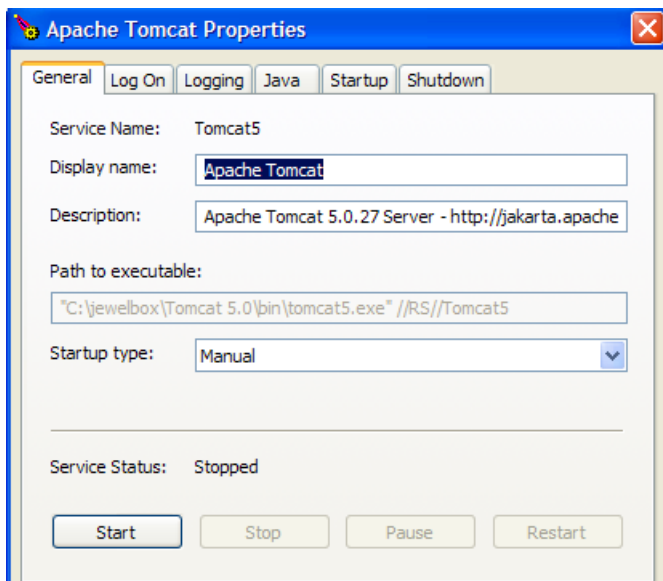 Apache Tomcat Properties
General Log On Logging Java Startup Shutdown
Service Name: Tomcat5
Display name: Apache Tomcat
Description: Apache Tomcat 5.0.27 Server - http://jakarta.apache
Path to executable:
"C:\jewelbox\Tomcat 5.0\bin\tomcat5.exe" //RS//Tomcat5
Startup type: Manual
Service Status: Stopped
Start Stop Pause Restart